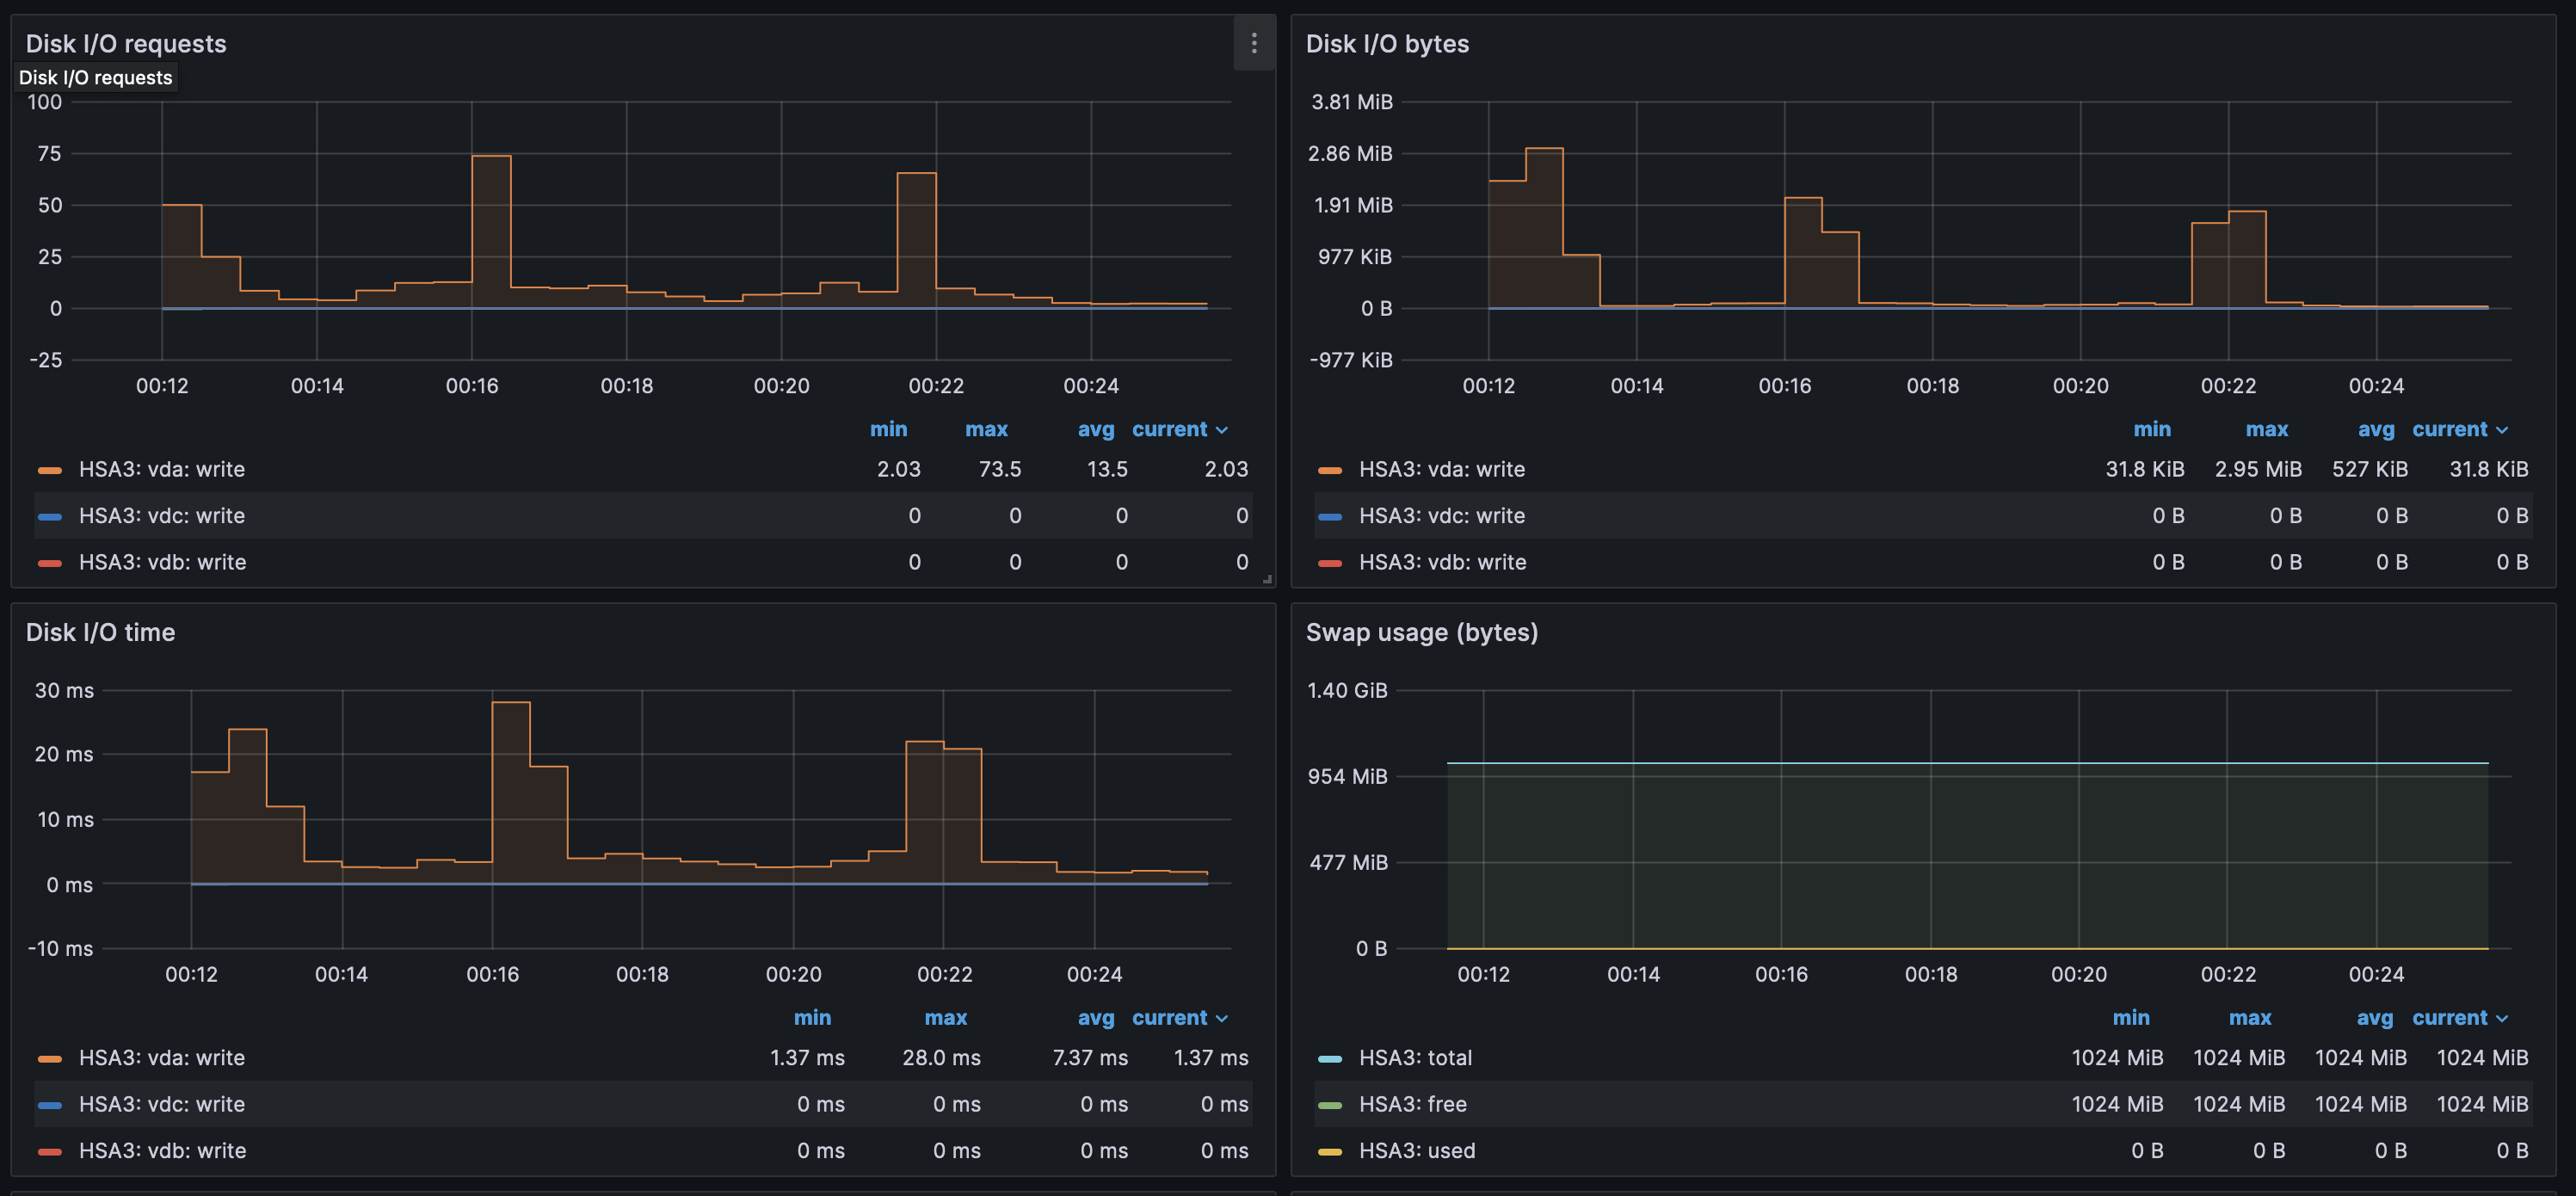 Disk I/O requests
Disk I/O requests
100
75
50
25
0
-25
00:12 00:14 00:16 00:18 00:20 00:22 00:24
min max avg current
HSA3: vda: write 2.03 73.5 13.5 2.03
HSA3: vdc: write 0 0 0 0
HSA3: vdb: write 0 0 0 0
Disk I/O bytes
3.81 MiB
2.86 MiB
1.91 MiB
977 KiB
0 B
-977 KiB
00:12 00:14 00:16 00:18 00:20 00:22 00:24
min max avg current
HSA3: vda: write 31.8 KiB 2.95 MiB 527 KiB 31.8 KiB
HSA3: vdc: write 0 B 0 B 0 B 0 B
HSA3: vdb: write 0 B 0 B 0 B 0 B
Disk I/O time
30 ms
20 ms
10 ms
0 ms
-10 ms
00:12 00:14 00:16 00:18 00:20 00:22 00:24
min max avg current
HSA3: vda: write 1.37 ms 28.0 ms 7.37 ms 1.37 ms
HSA3: vdc: write 0 ms 0 ms 0 ms 0 ms
HSA3: vdb: write 0 ms 0 ms 0 ms 0 ms
Swap usage (bytes)
1.40 GiB
954 MiB
477 MiB
0 B
00:12 00:14 00:16 00:18 00:20 00:22 00:24
min max avg current
HSA3: total 1024 MiB 1024 MiB 1024 MiB 1024 MiB
HSA3: free 1024 MiB 1024 MiB 1024 MiB 1024 MiB
HSA3: used 0 B 0 B 0 B 0 B